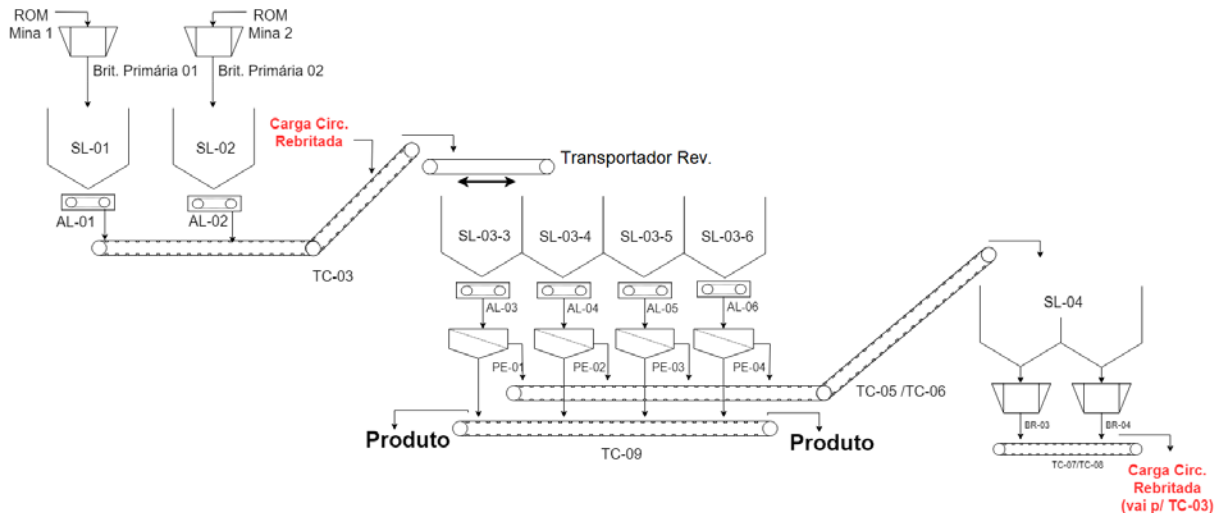 ROM
Mina 1
ROM
Mina 2
Brit. Primária 01
Brit. Primária 02
SL-01
SL-02
Carga Circ.
Rebritada
Transportador Rev.
AL-01
AL-02
TC-03
SL-03-3
SL-03-4
SL-03-5
SL-03-6
AL-03
AL-04
AL-05
AL-06
PE-01
PE-02
PE-03
PE-04
TC-05 /TC-06
SL-04
BR-03
BR-04
TC-07/TC-08
Produto
Produto
TC-09
Carga Circ.
Rebritada
(vai p/ TC-03)